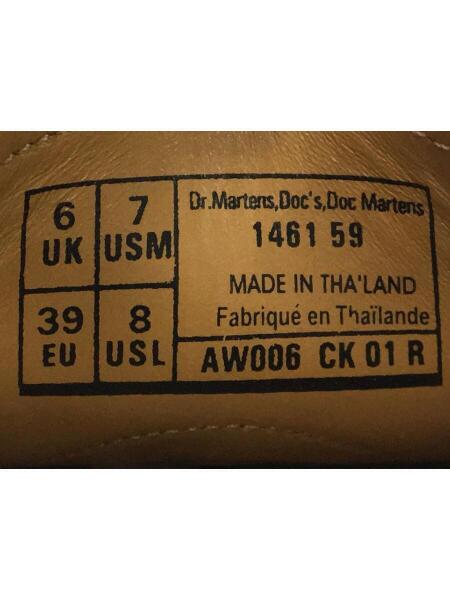 6
UK
7
USM
39
EU
8
USL
Dr.Martens,Doc's,Doc Martens
1461 59
MADE IN THA'LAND
Fabriqué en Thaïlande
AW006 CK 01 R